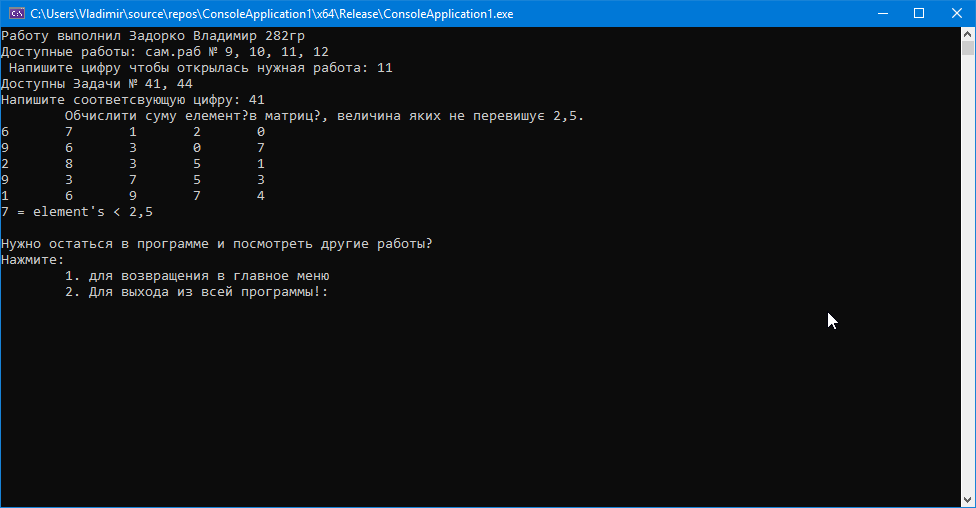 C:\Users\Vladimir\source\repos\ConsoleApplication1\x64\Release\ConsoleApplication1.exe
Работу выполнил Задорко Владимир 282гр
Доступные работы: сам.раб № 9, 10, 11, 12
Напишите цифру чтобы открылась нужная работа: 11
Доступны Задачи № 41, 44
Напишите соответсвующую цифру: 41
Обчислити суму елемент?в матриц?, величина яких не перевишує 2,5.
6 7 1 2 0
9 6 3 0 7
2 8 3 5 1
9 3 7 5 3
1 6 9 7 4
7 = element's < 2,5
Нужно остаться в программе и посмотреть другие работы?
Нажмите:
1. для возвращения в главное меню
2. Для выхода из всей программы!: